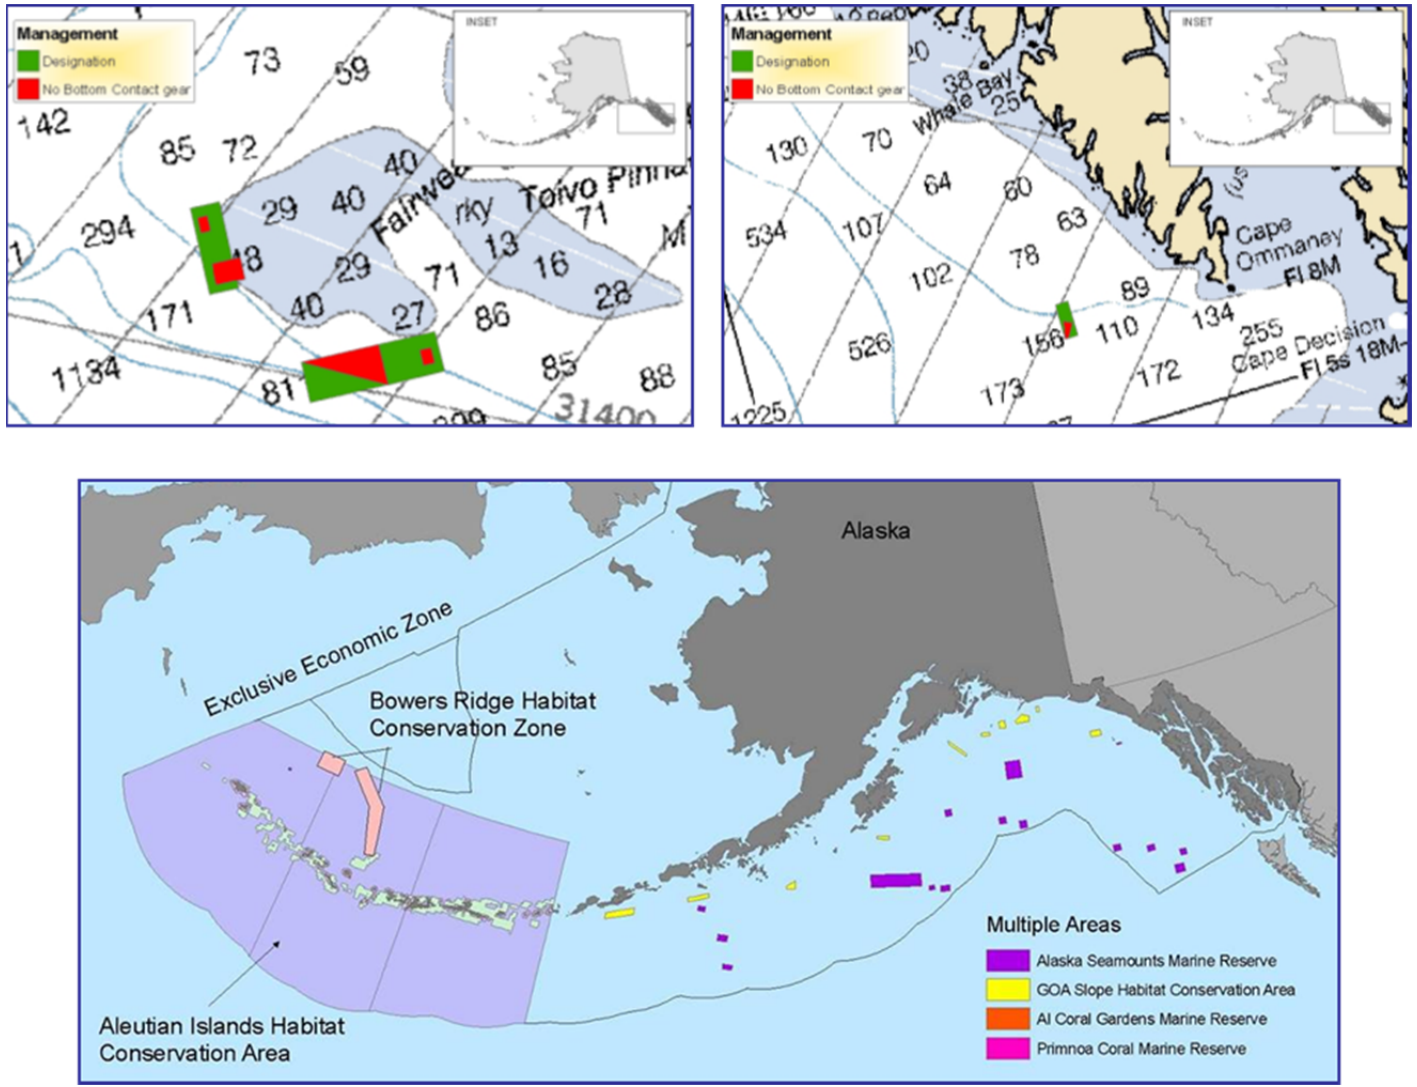 Management
Designation
No Bottom Contact gear
INSET
73
59
142
85
72
40
Fairwea
rky
Toivo Pinna
29
40
71
M
294
1
13
48
29
71
16
28
40
27
86
171
1134
81
85
88
31400
Management
Designation
No Bottom Contact gear
INSET
20
38
Whale Bay
25
130
70
64
60
534
107
63
78
Cape
Ommaney
Fl 8M
102
89
134
156
110
255
526
Cape Decision
Fl 5s 18M
172
173
1225
Alaska
Exclusive Economic Zone
Bowers Ridge Habitat
Conservation Zone
Aleutian Islands Habitat
Conservation Area
Multiple Areas
Alaska Seamounts Marine Reserve
GOA Slope Habitat Conservation Area
AI Coral Gardens Marine Reserve
Primnoa Coral Marine Reserve